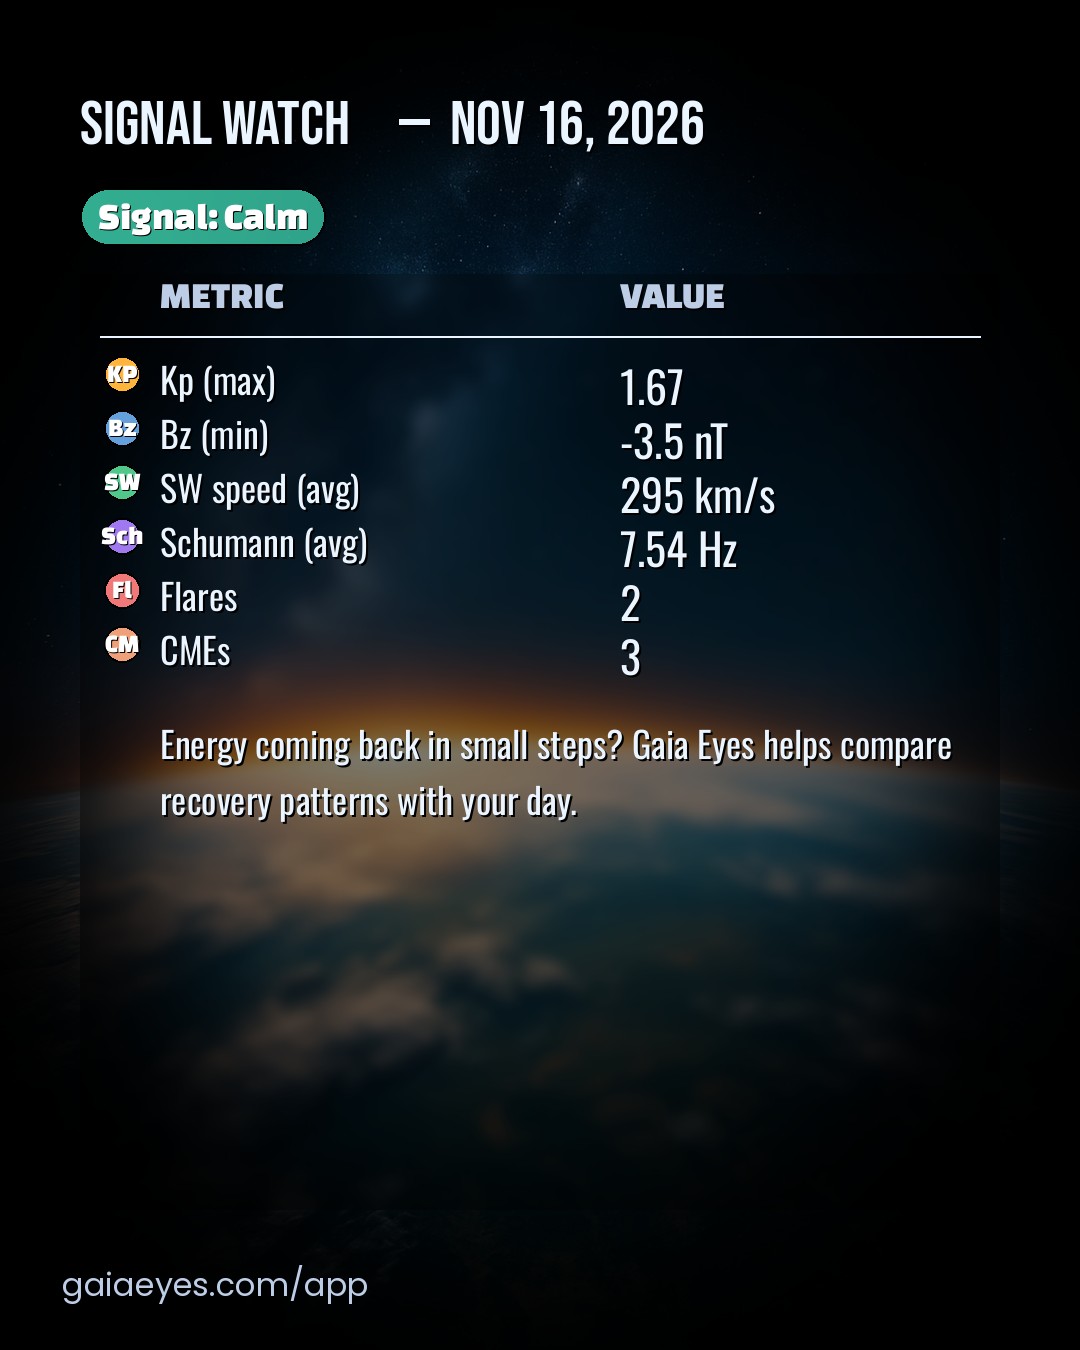 SIGNAL WATCH — NOV 16, 2026
Signal: Calm
METRIC VALUE
KP Kp (max) 1.67
Bz Bz (min) -3.5 nT
SW SW speed (avg) 295 km/s
Sch Schumann (avg) 7.54 Hz
Fl Flares 2
CM CMEs 3
Energy coming back in small steps? Gaia Eyes helps compare
recovery patterns with your day.
gaiaeyes.com/app